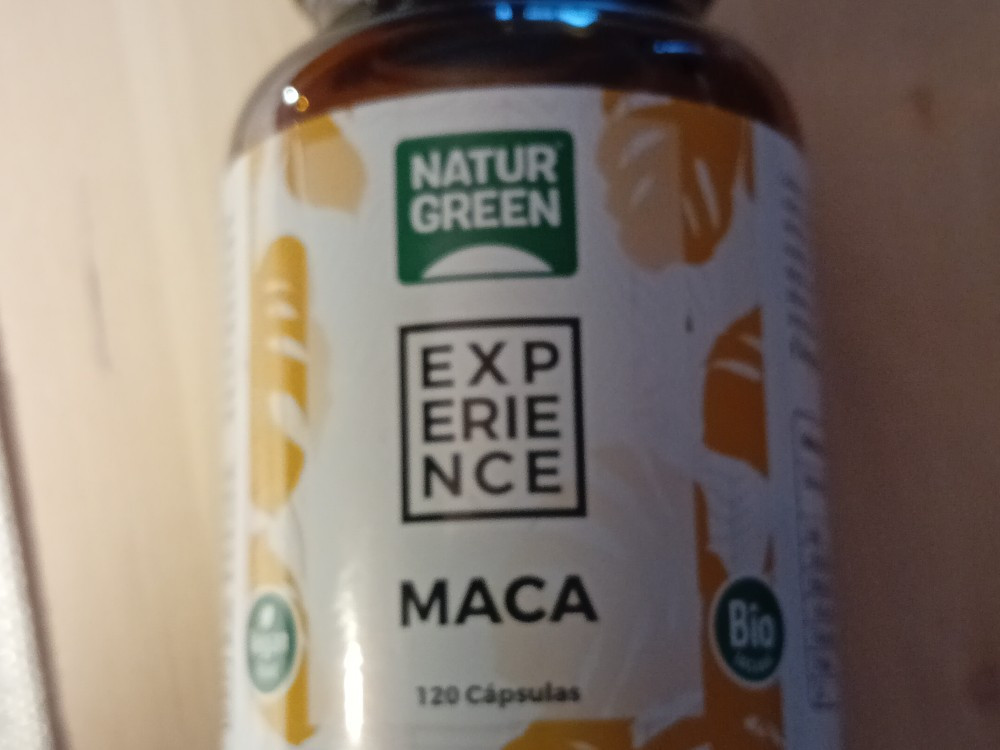 NATUR
GREEN
EXP
ERIE
NCE
MACA
Bio
120 Cápsulas